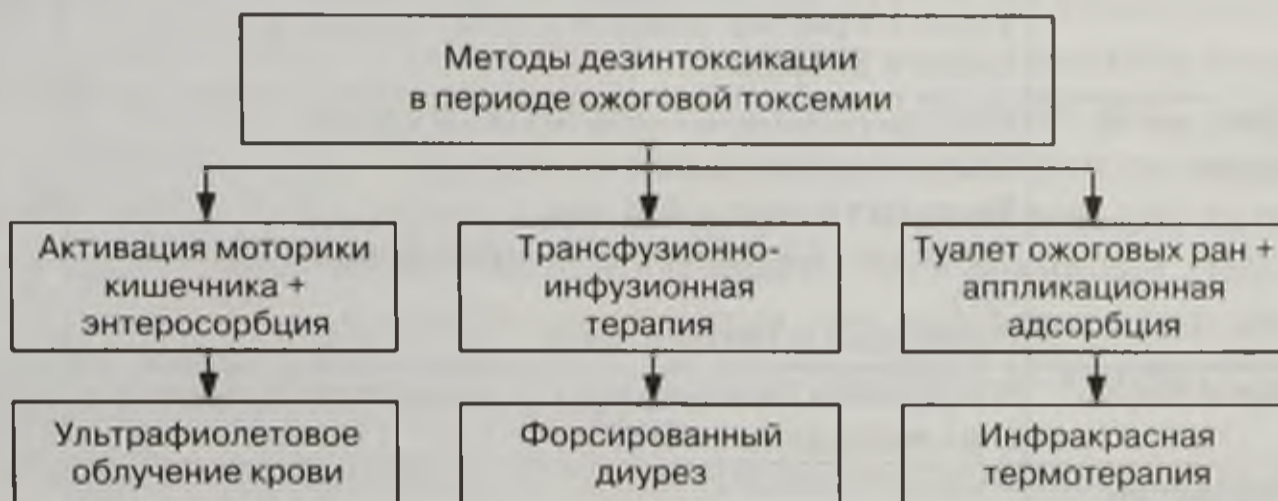 Методы дезинтоксикации
в периоде ожоговой токсемии
Активация моторики
кишечника +
энтеросорбция
Трансфузионно-
инфузионная
терапия
Туалет ожоговых ран +
аппликационная
адсорбция
Ультрафиолетовое
облучение крови
Форсированный
диурез
Инфракрасная
термотерапия